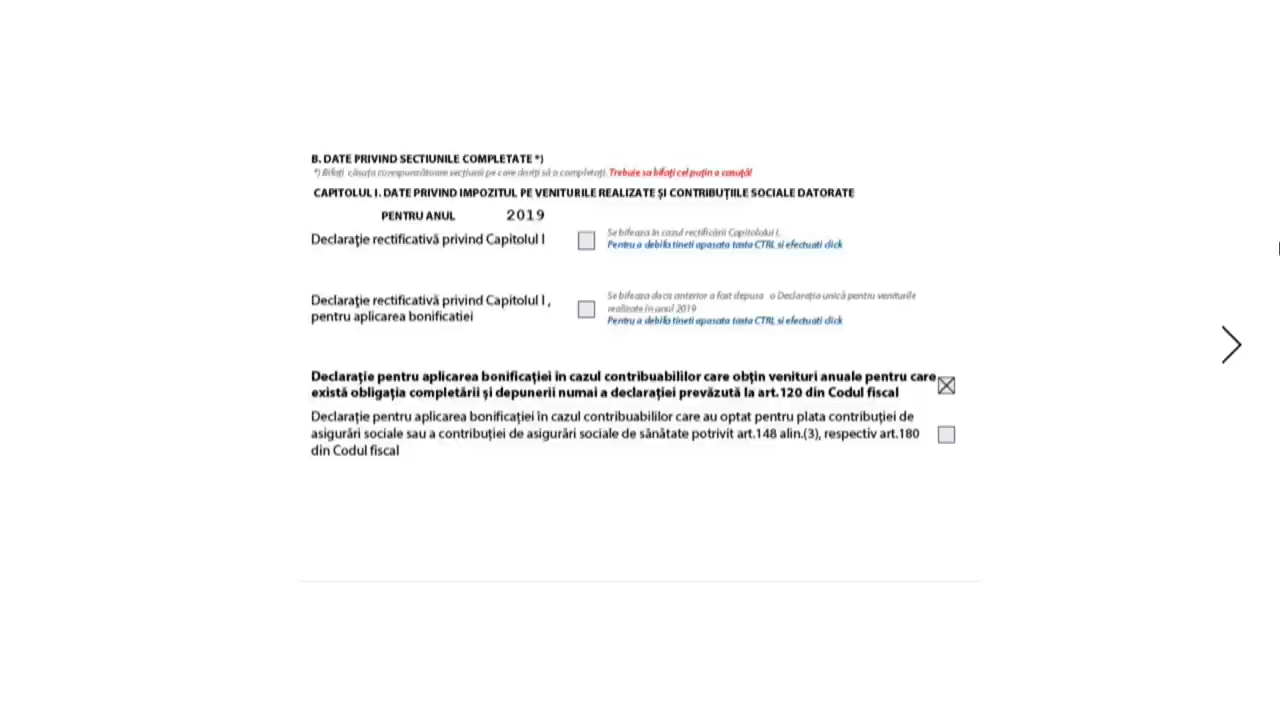 B. DATE PRIVIND SECTIUNILE COMPLETATE *)
*) Bifați căsuța corespunzătoare secțiunii pe care doriți să o completați. Trebuie sa bifați cel puțin o casuță!
CAPITOLUL I. DATE PRIVIND IMPOZITUL PE VENITURILE REALIZATE ȘI CONTRIBUȚIILE SOCIALE DATORATE
PENTRU ANUL 2019
Declarație rectificativă privind Capitolul I
Se bifeaza în cazul rectificării Capitolului I.
Pentru a debifa tineti apasata tasta CTRL si efectuati click
Declarație rectificativă privind Capitolul I ,
pentru aplicarea bonificatiei
Se bifeaza daca anterior a fost depusa o Declarația unică pentru veniturile
realizate în anul 2019
Pentru a debifa tineti apasata tasta CTRL si efectuati click
Declarație pentru aplicarea bonificației în cazul contribuabililor care obțin venituri anuale pentru care
există obligația completării și depunerii numai a declarației prevăzută la art.120 din Codul fiscal
Declarație pentru aplicarea bonificației în cazul contribuabililor care au optat pentru plata contribuției de
asigurări sociale sau a contribuției de asigurări sociale de sănătate potrivit art.148 alin.(3), respectiv art.180
din Codul fiscal